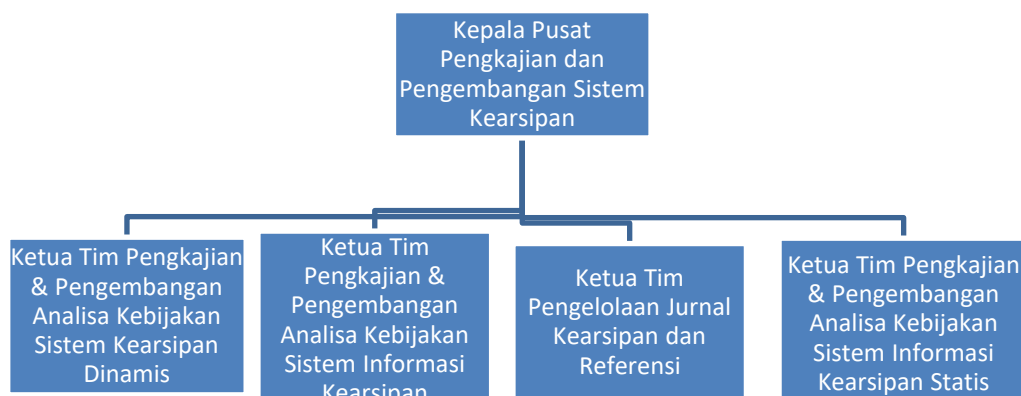 Kepala Pusat
Pengkajian dan
Pengembangan Sistem
Kearsipan
Ketua Tim Pengkajian
& Pengembangan
Analisa Kebijakan
Sistem Kearsipan
Dinamis
Ketua Tim
Pengkajian &
Pengembangan
Analisa Kebijakan
Sistem Informasi
Kearsipan
Ketua Tim
Pengelolaan Jurnal
Kearsipan dan
Referensi
Ketua Tim Pengkajian
& Pengembangan
Analisa Kebijakan
Sistem Informasi
Kearsipan Statis